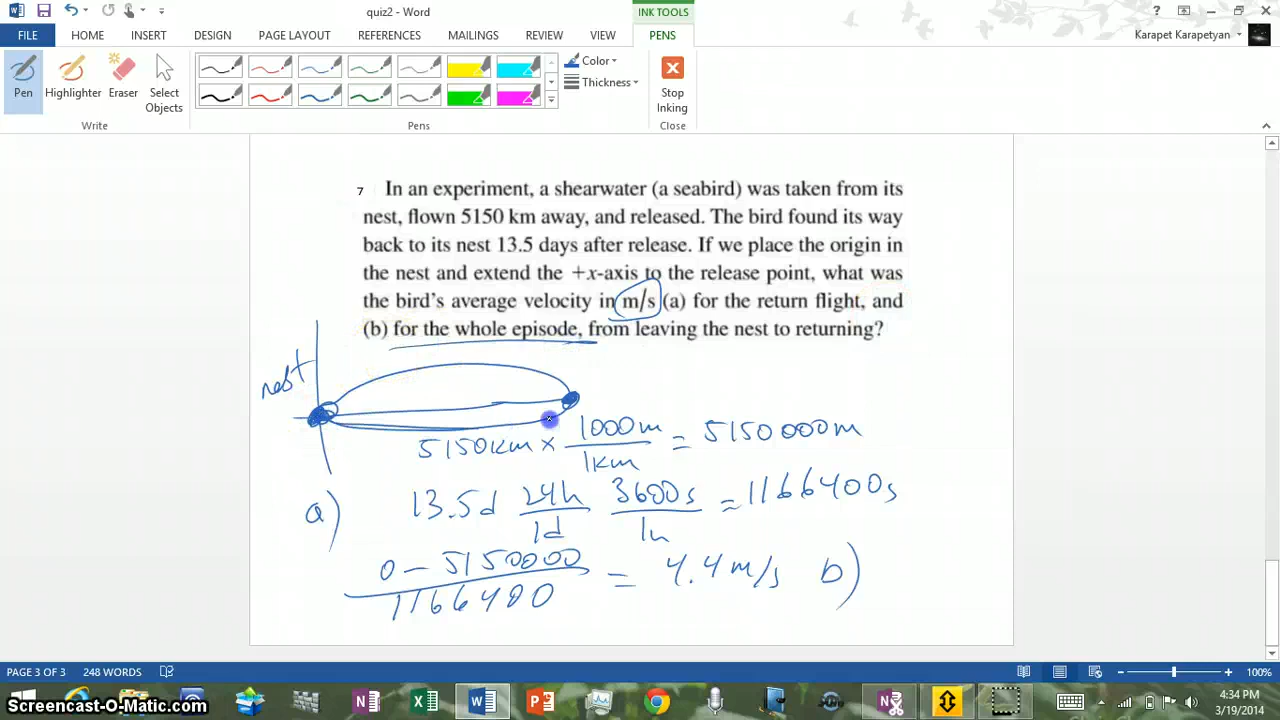 quiz2 - Word
INK TOOLS
FILE HOME INSERT DESIGN PAGE LAYOUT REFERENCES MAILINGS REVIEW VIEW PENS
Karapet Karapetyan
Pen Highlighter Eraser Select Objects
Color
Thickness
Stop Inking
Write Pens Close
7 In an experiment, a shearwater (a seabird) was taken from its
nest, flown 5150 km away, and released. The bird found its way
back to its nest 13.5 days after release. If we place the origin in
the nest and extend the +x-axis to the release point, what was
the bird's average velocity in m/s (a) for the return flight, and
(b) for the whole episode, from leaving the nest to returning?
nest
5150km × 1000m / 1km = 5150000m
a) 13.5d 24h / 1d 3600s / 1h = 1166400s
0 - 5150000 / 1166400 = 4.4m/s b)
PAGE 3 OF 3 248 WORDS 100%
Screencast-O-Matic.com
4:34 PM
3/19/2014